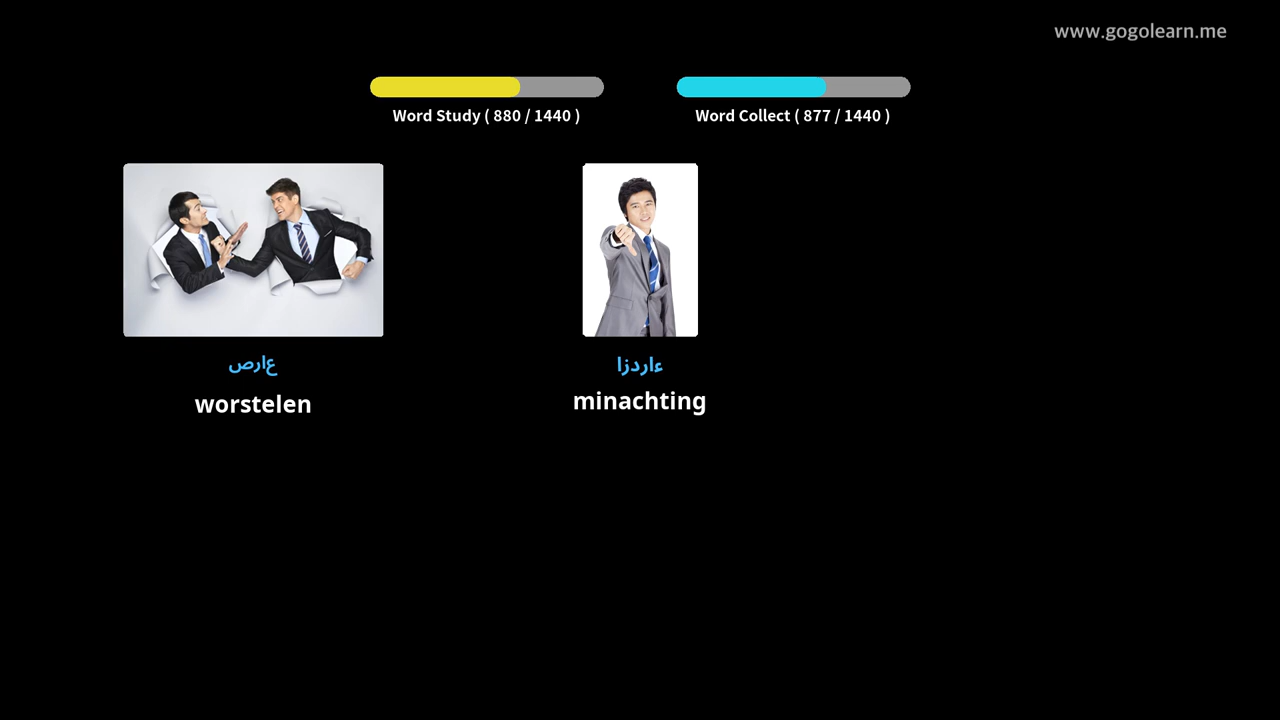 www.gogolearn.me
Word Study ( 880 / 1440 )
Word Collect ( 877 / 1440 )
عارص
worstelen
ءاردزا
minachting